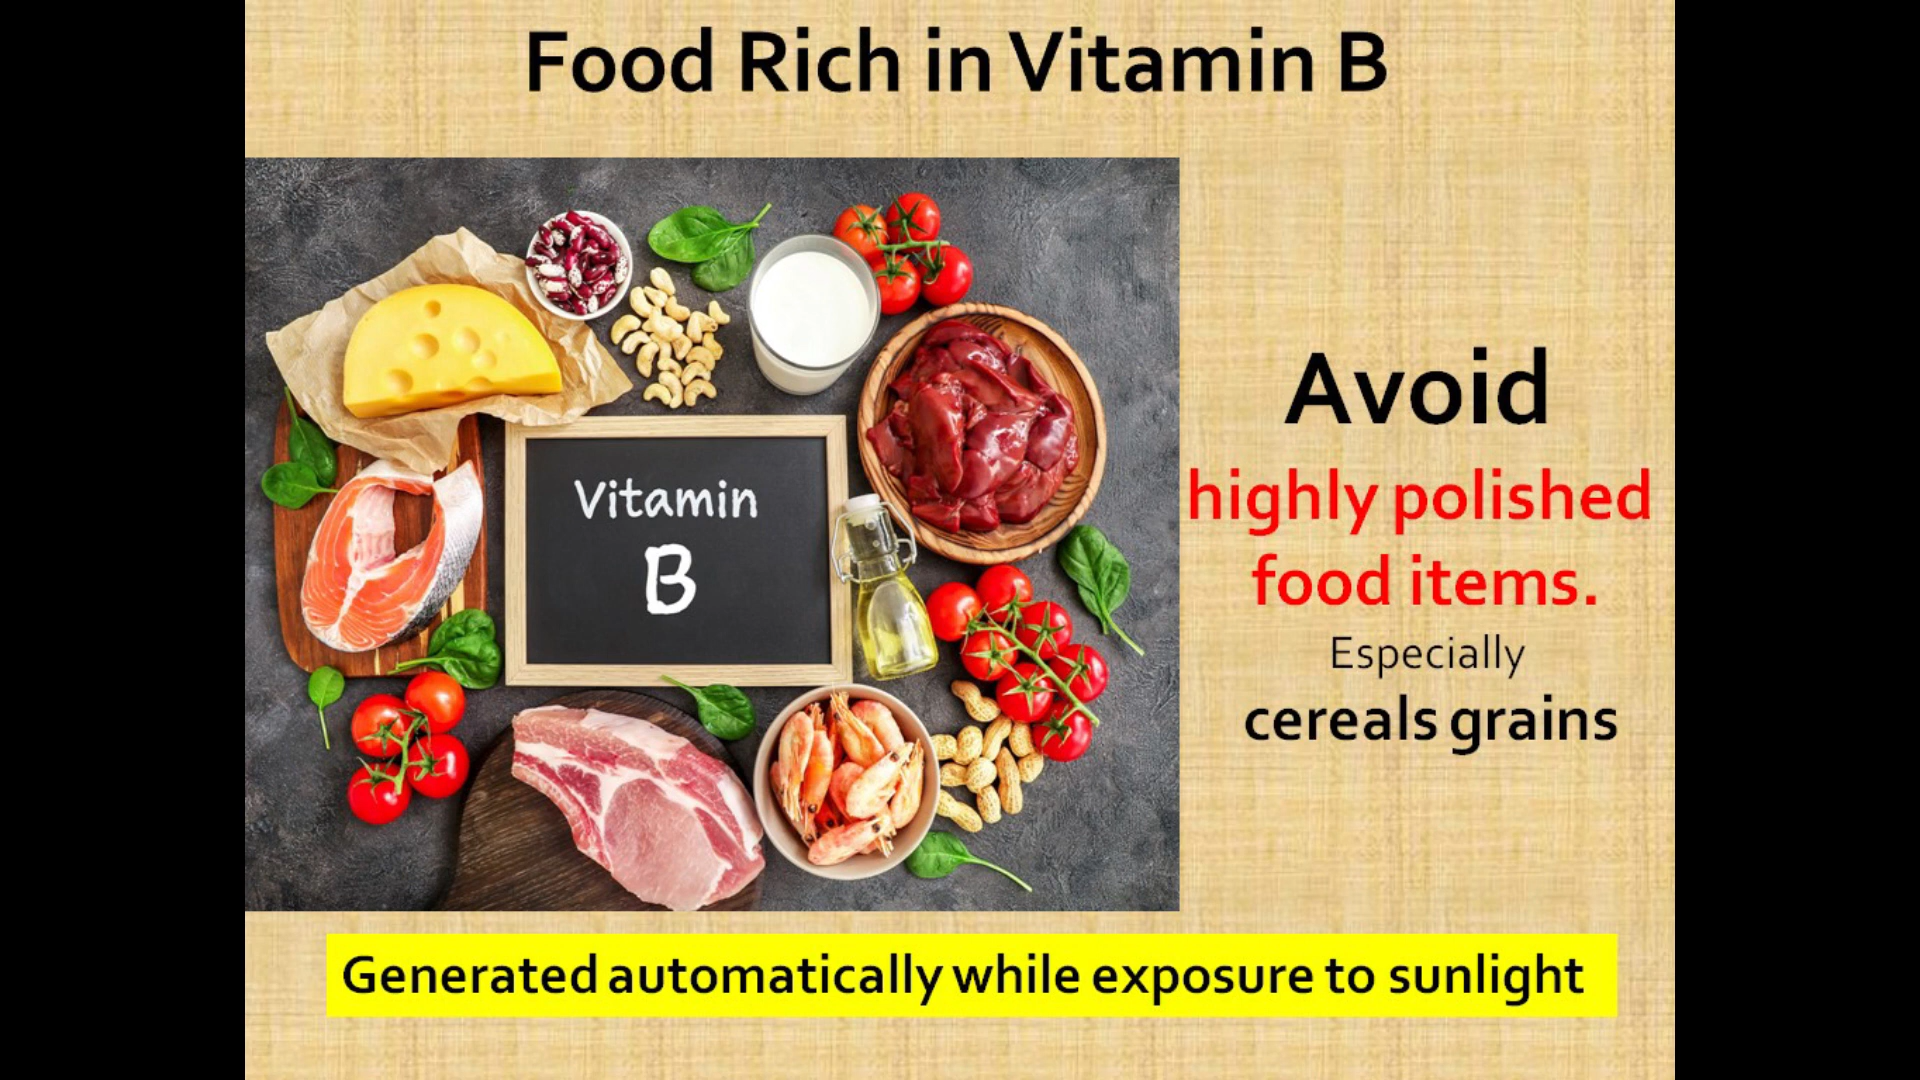 Food Rich in Vitamin B
Vitamin
B
Avoid
highly polished
food items.
Especially
cereals grains
Generated automatically while exposure to sunlight